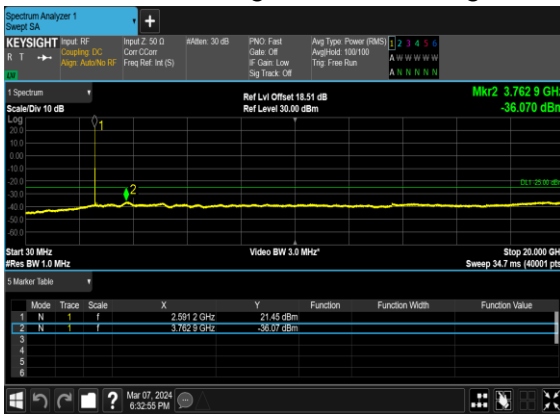 Spectrum Analyzer 1
Swept SA
KEYSIGHT Input: RF Input Z: 50 Ω #Atten: 30 dB PNO: Fast Avg Type: Power (RMS) 1 2 3 4 5 6
R T Coupling: DC Corr CCorr Gate: Off Avg|Hold: 100/100 A W W W W W
Align: Auto/No RF Freq Ref: Int (S) IF Gain: Low Trig: Free Run
LV Sig Track: Off A N N N N N
1 Spectrum Ref Lvl Offset 18.51 dB Mkr2 3.762 9 GHz
Scale/Div 10 dB Ref Level 30.00 dBm -36.070 dBm
Log
20.0
10.0
0.00
-10.0
-20.0
-30.0
-40.0
-50.0
-60.0
1
2
DL1 -25.00 dBm
Start 30 MHz Video BW 3.0 MHz* Stop 20.000 GH
#Res BW 1.0 MHz Sweep 34.7 ms (40001 pts
5 Marker Table
Mode Trace Scale X Y Function Function Width Function Value
1 N 1 f 2.591 2 GHz 21.45 dBm
2 N 1 f 3.762 9 GHz -36.07 dBm
3
4
5
6
? Mar 07, 2024
6:32:55 PM